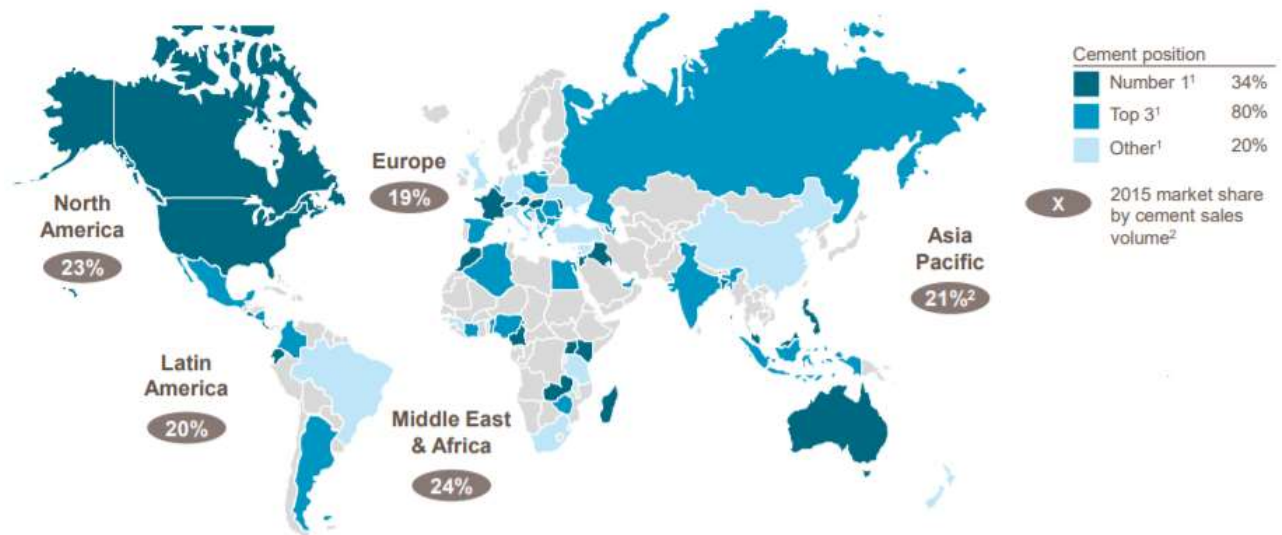 Cement position
Number 1¹ 34%
Top 3¹ 80%
Other¹ 20%
X 2015 market share
by cement sales
volume²
North
America
23%
Europe
19%
Asia
Pacific
21%²
Latin
America
20%
Middle East
& Africa
24%